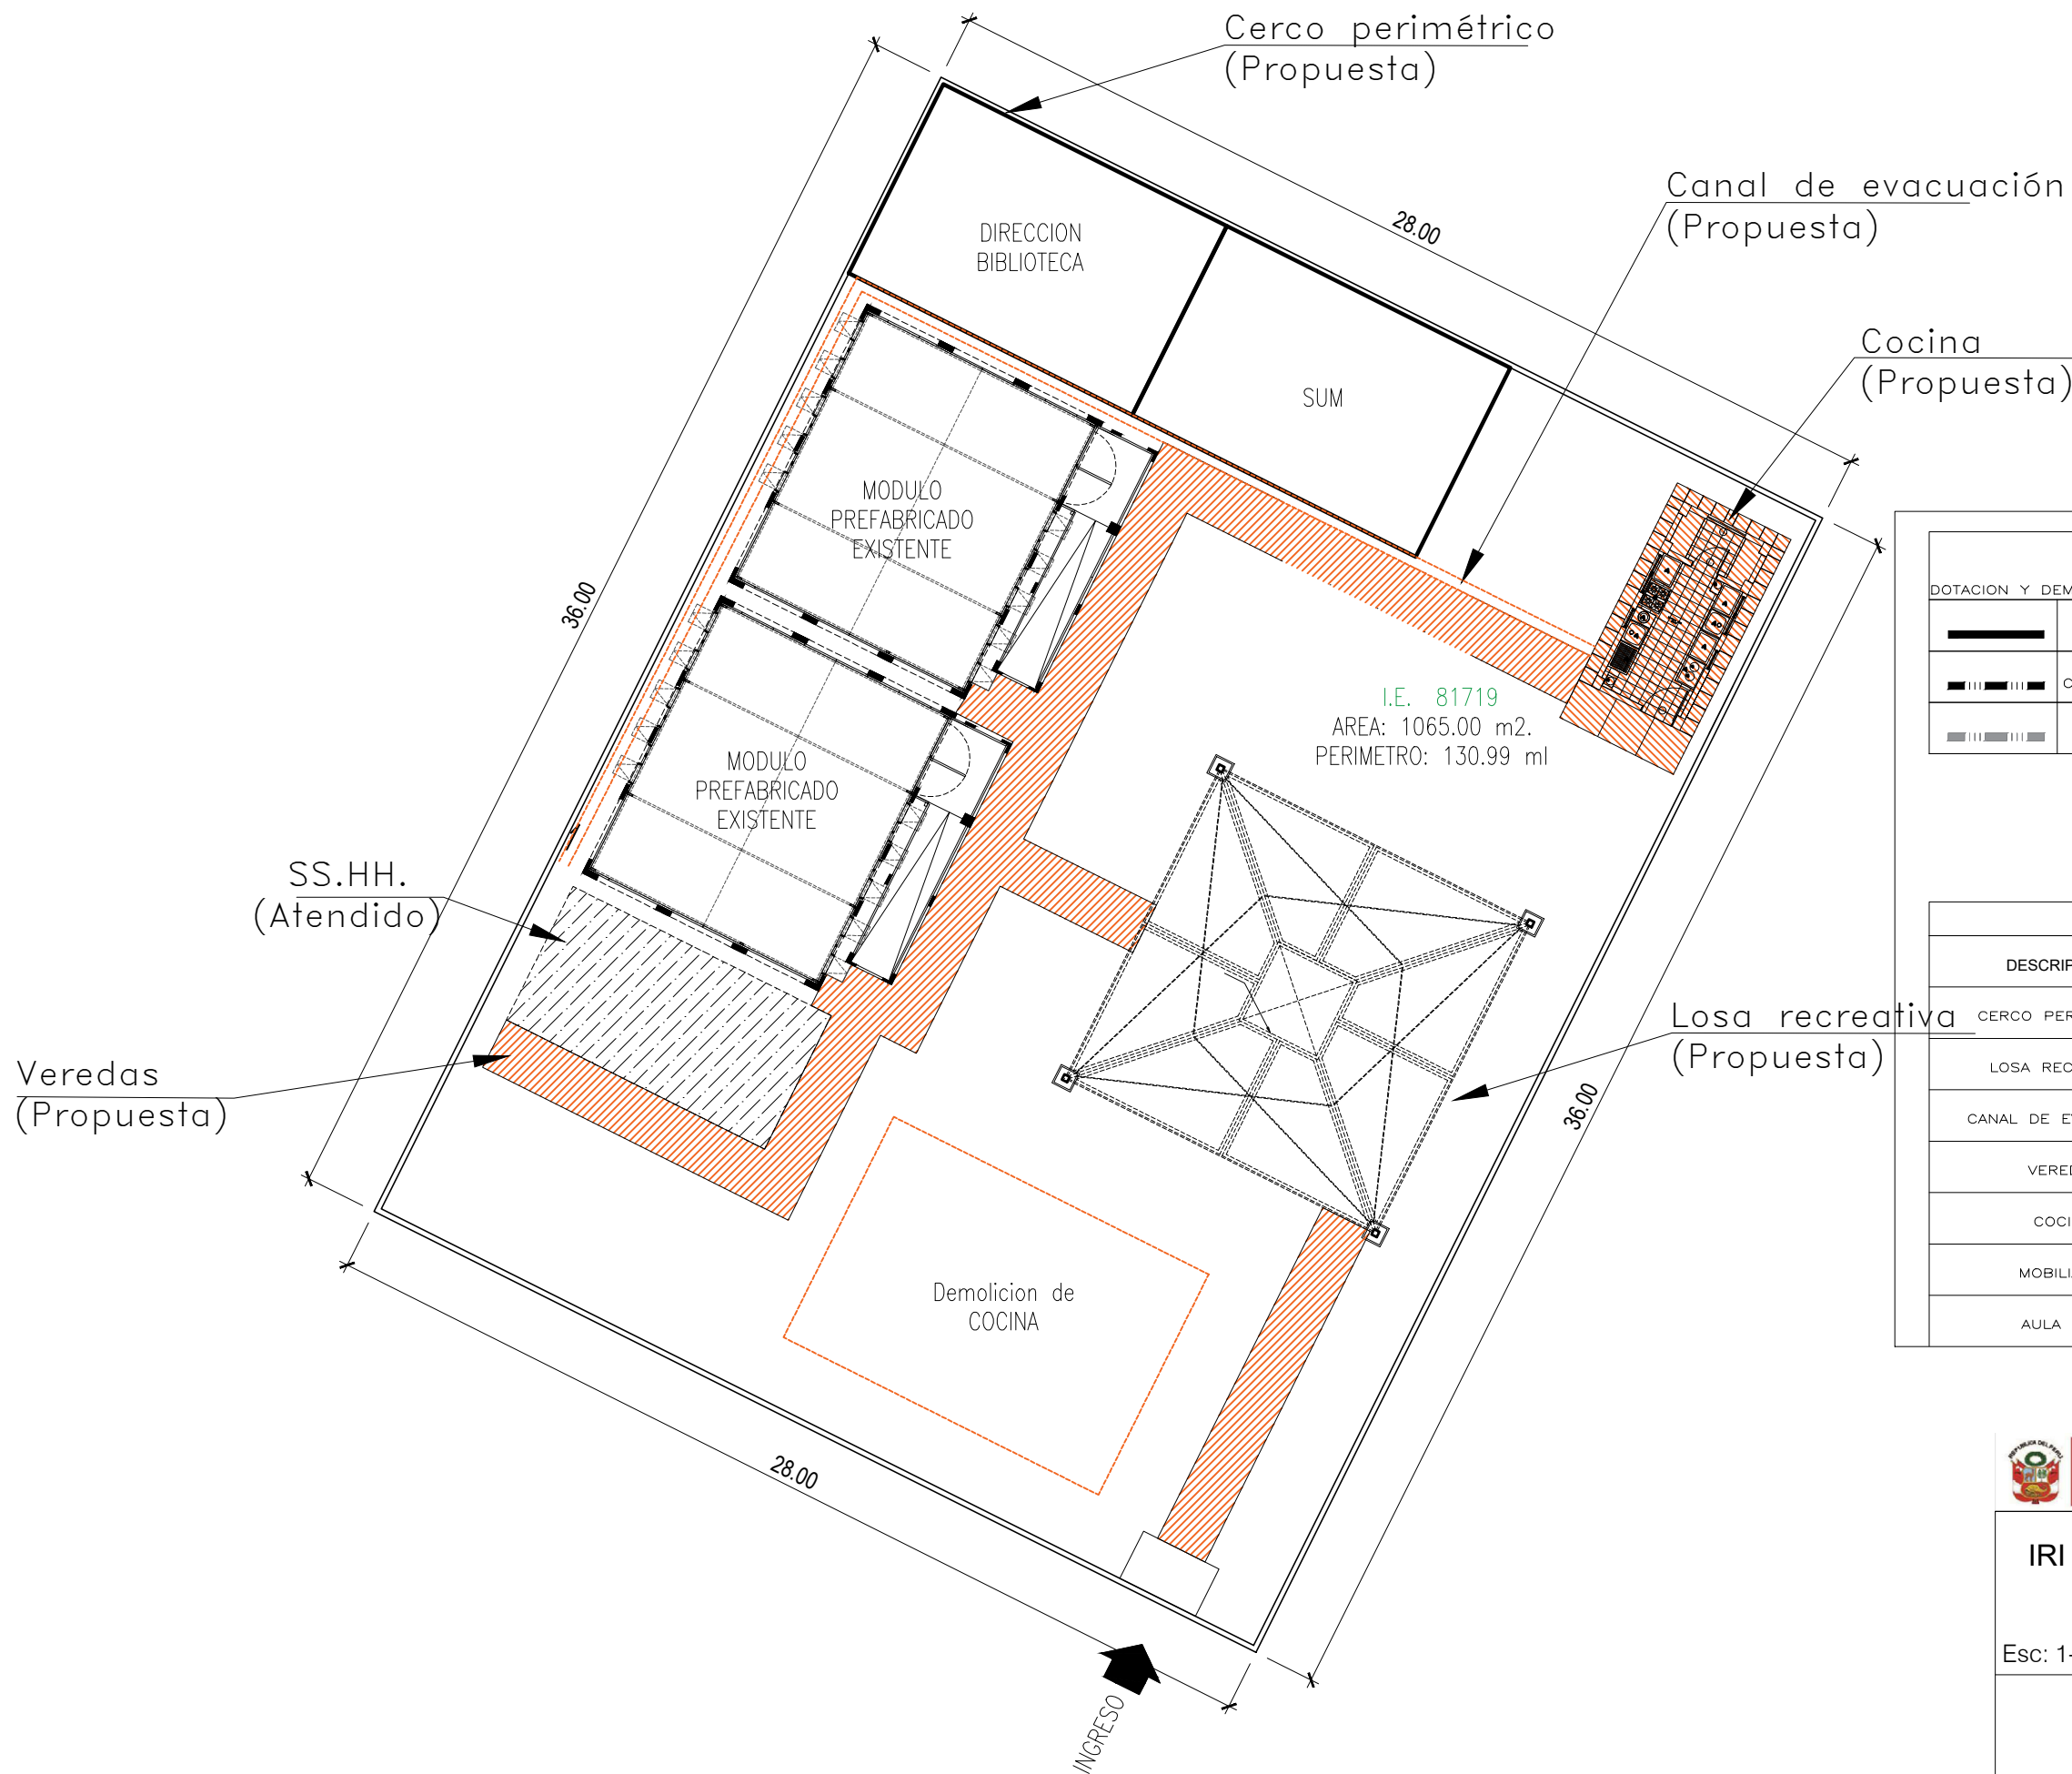 Cerco perimétrico
(Propuesta)
Canal de evacuación
(Propuesta)
28.00
DIRECCION
BIBLIOTECA
Cocina
(Propuesta)
SUM
MODULO
PREFABRICADO
EXISTENTE
36.00
DOTACION Y DEM
C
I.E. 81719
AREA: 1065.00 m2.
PERIMETRO: 130.99 ml
MODULO
PREFABRICADO
EXISTENTE
SS.HH.
(Atendido)
DESCRIP
CERCO PER
Losa recreativa
(Propuesta)
LOSA REC
Veredas
(Propuesta)
36.00
CANAL DE E
VERED
COCI
MOBILI
AULA
Demolicion de
COCINA
28.00
REPUBLICA DEL PERU
IRI
Esc: 1-
INGRESO